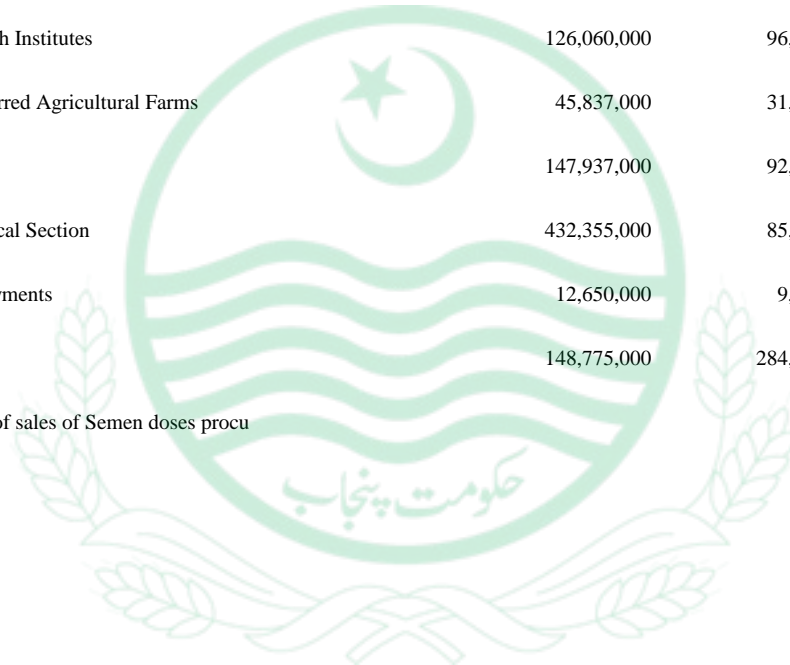 h Institutes 126,060,000 96,
rred Agricultural Farms 45,837,000 31,
147,937,000 92,
cal Section 432,355,000 85,
yments 12,650,000 9,
148,775,000 284,
of sales of Semen doses procu
حکومت پنجاب